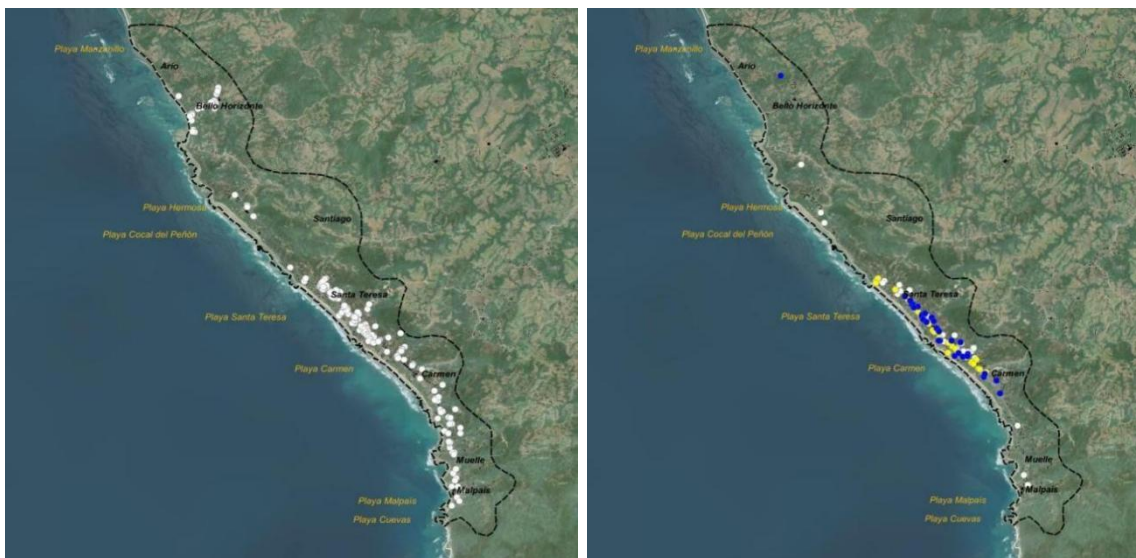 Playa Manzanillo
Ario
Bello Horizonte
Playa Hermosa
Santiago
Playa Cocal del Peñón
Santa Teresa
Playa Santa Teresa
Playa Carmen
Carmen
Muelle
Malpaís
Playa Malpaís
Playa Cuevas
Playa Manzanillo
Ario
Bello Horizonte
Playa Hermosa
Santiago
Playa Cocal del Peñón
Santa Teresa
Playa Santa Teresa
Playa Carmen
Carmen
Muelle
Malpaís
Playa Malpaís
Playa Cuevas